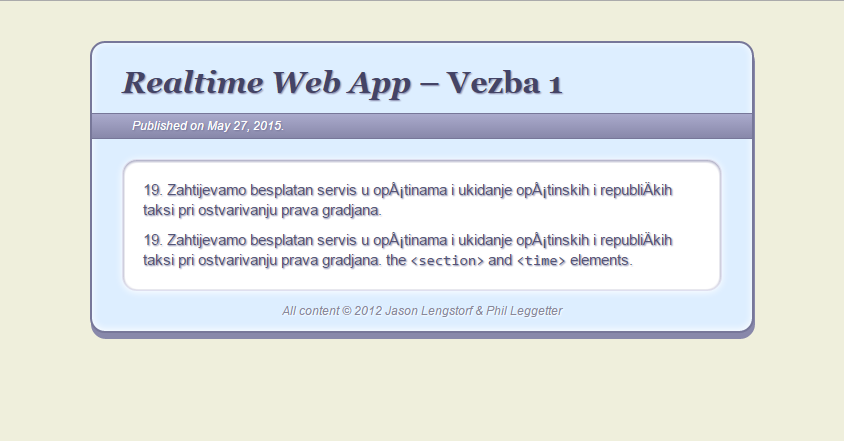 Realtime Web App – Vezba 1
Published on May 27, 2015.
19. Zahtijevamo besplatan servis u opÅ¡tinama i ukidanje opÅ¡tinskih i republiÄkih
taksi pri ostvarivanju prava gradjana.
19. Zahtijevamo besplatan servis u opÅ¡tinama i ukidanje opÅ¡tinskih i republiÄkih
taksi pri ostvarivanju prava gradjana. the <section> and <time> elements.
All content © 2012 Jason Lengstorf & Phil Leggetter